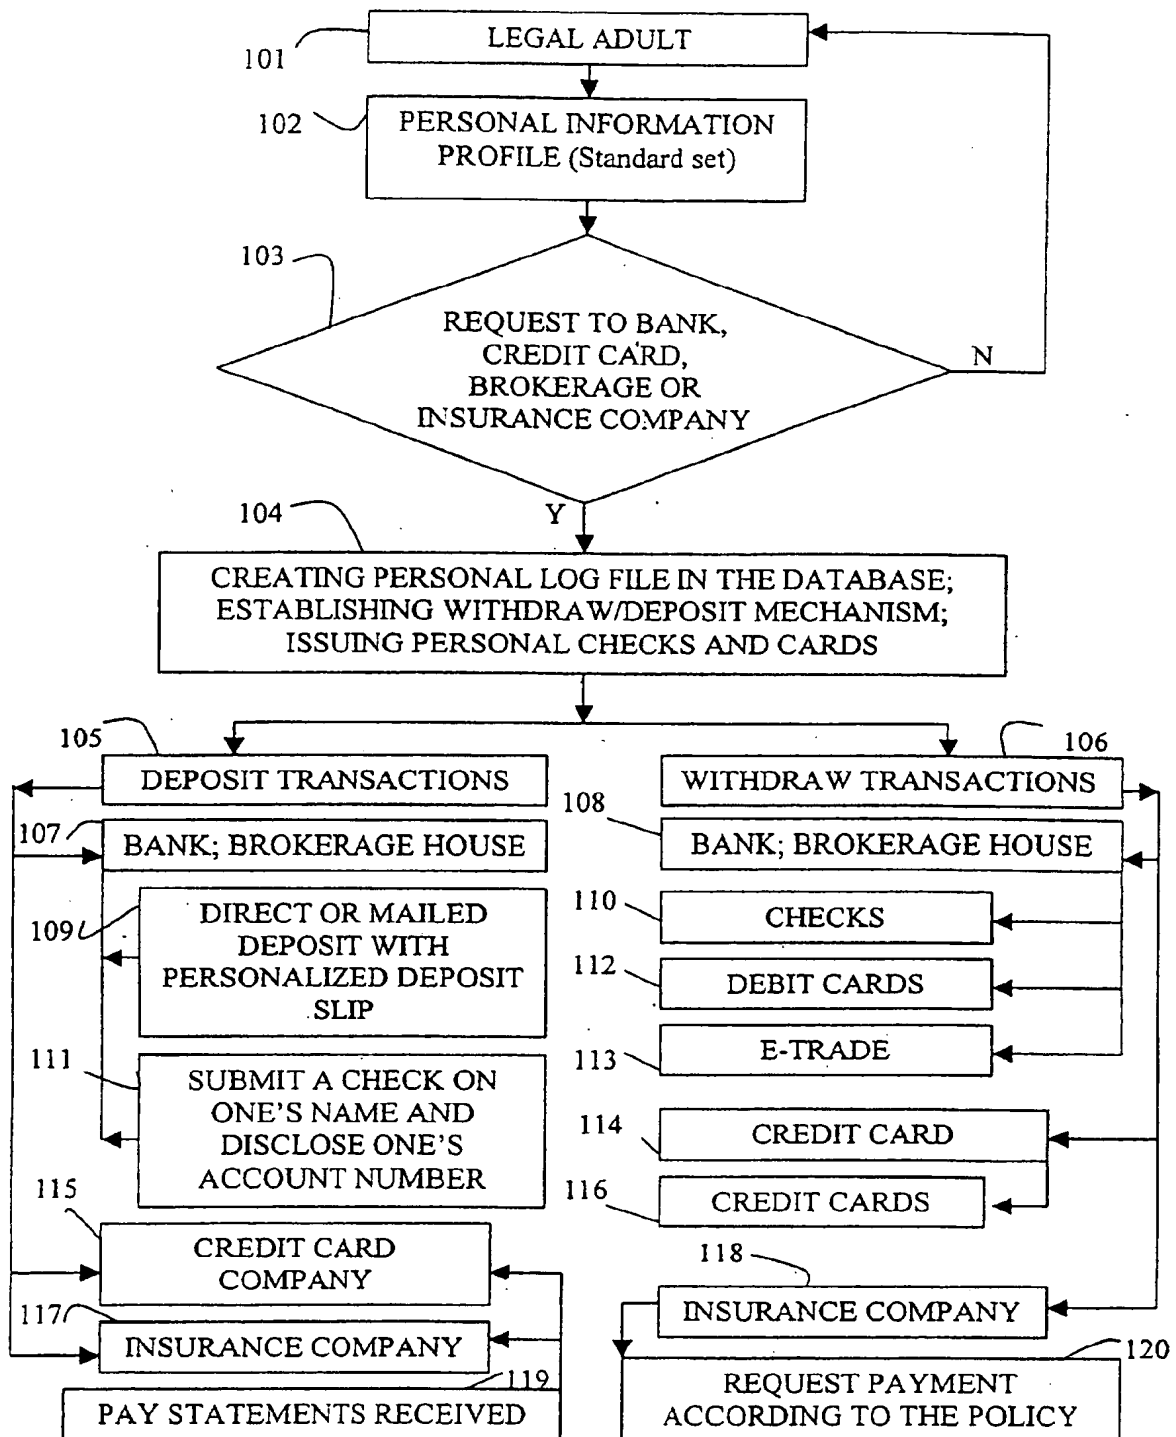 101
LEGAL ADULT
102
PERSONAL INFORMATION
PROFILE (Standard set)
103
REQUEST TO BANK,
CREDIT CARD,
BROKERAGE OR
INSURANCE COMPANY
N
Y
104
CREATING PERSONAL LOG FILE IN THE DATABASE;
ESTABLISHING WITHDRAW/DEPOSIT MECHANISM;
ISSUING PERSONAL CHECKS AND CARDS
105
DEPOSIT TRANSACTIONS
106
WITHDRAW TRANSACTIONS
107
BANK; BROKERAGE HOUSE
108
BANK; BROKERAGE HOUSE
109
DIRECT OR MAILED
DEPOSIT WITH
PERSONALIZED DEPOSIT
SLIP
110
CHECKS
112
DEBIT CARDS
113
E-TRADE
111
SUBMIT A CHECK ON
ONE'S NAME AND
DISCLOSE ONE'S
ACCOUNT NUMBER
114
CREDIT CARD
116
CREDIT CARDS
115
CREDIT CARD
COMPANY
118
INSURANCE COMPANY
117
INSURANCE COMPANY
119
PAY STATEMENTS RECEIVED
120
REQUEST PAYMENT
ACCORDING TO THE POLICY